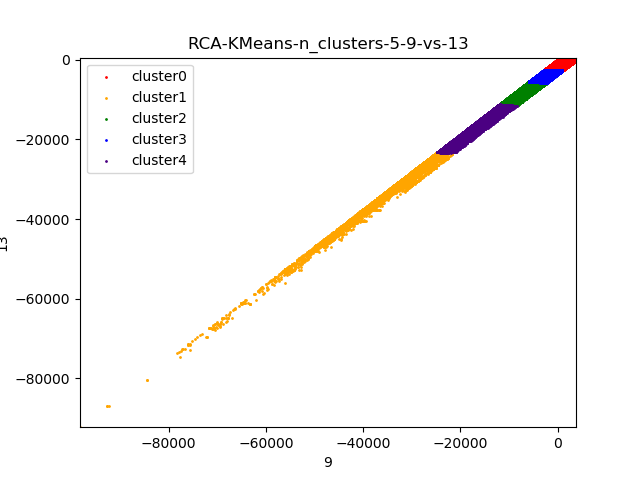 RCA-KMeans-n_clusters-5-9-vs-13
cluster0
cluster1
cluster2
cluster3
cluster4
0
−20000
−40000
−60000
−80000
13
−80000
−60000
−40000
−20000
0
9